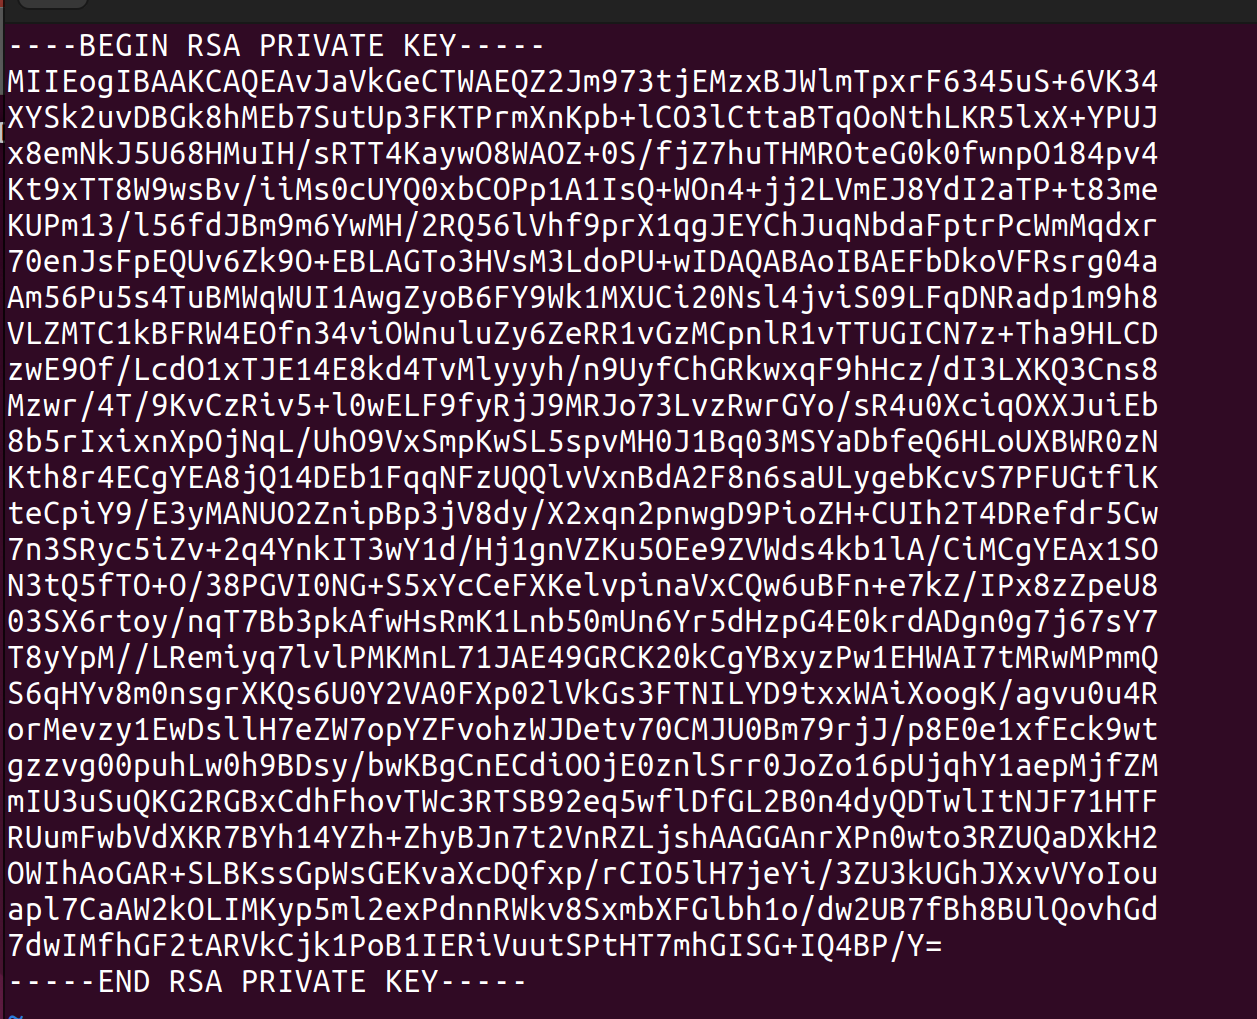 ----BEGIN RSA PRIVATE KEY-----
MIIEogIBAAKCAQEAvJaVkGeCTWAEQZ2Jm973tjEMzxBJWlmTpxrF6345uS+6VK34
XYSk2uvDBGk8hMEb7SutUp3FKTPrmXnKpb+lCO3lCttaBTqOoNthLKR5lxX+YPUJ
x8emNkJ5U68HMuIH/sRTT4KaywO8WAOZ+0S/fjZ7huTHMROteG0k0fwnpO184pv4
Kt9xTT8W9wsBv/iiMs0cUYQ0xbCOPp1A1IsQ+WOn4+jj2LVmEJ8YdI2aTP+t83me
KUPm13/l56fdJBm9m6YwMH/2RQ56lVhf9prX1qgJEYChJuqNbdaFptrPcWmMqdxr
70enJsFpEQUv6Zk9O+EBLAGTo3HVsM3LdoPU+wIDAQABAoIBAEFbDkoVFRsrg04a
Am56Pu5s4TuBMWqWUI1AwgZyoB6FY9Wk1MXUCi20Nsl4jviS09LFqDNRadp1m9h8
VLZMTC1kBFRW4EOfn34viOWnuluZy6ZeRR1vGzMCpnlR1vTTUGICN7z+Tha9HLCD
zwE9Of/LcdO1xTJE14E8kd4TvMlyyyh/n9UyfChGRkwxqF9hHcz/dI3LXKQ3Cns8
Mzwr/4T/9KvCzRiv5+l0wELF9fyRjJ9MRJo73LvzRwrGYo/sR4u0XciqOXXJuiEb
8b5rIxixnXpOjNqL/UhO9VxSmpKwSL5spvMH0J1Bq03MSYaDbfeQ6HLoUXBWR0zN
Kth8r4ECgYEA8jQ14DEb1FqqNFzUQQlvVxnBdA2F8n6saULygebKcvS7PFUGtflK
teCpiY9/E3yMANUO2ZnipBp3jV8dy/X2xqn2pnwgD9PioZH+CUIh2T4DRefdr5Cw
7n3SRyc5iZv+2q4YnkIT3wY1d/Hj1gnVZKu5OEe9ZVWds4kb1lA/CiMCgYEAx1SO
N3tQ5fTO+O/38PGVI0NG+S5xYcCeFXKelvpinaVxCQw6uBFn+e7kZ/IPx8zZpeU8
03SX6rtoy/nqT7Bb3pkAfwHsRmK1Lnb50mUn6Yr5dHzpG4E0krdADgn0g7j67sY7
T8yYpM//LRemiyq7lvlPMKMnL71JAE49GRCK20kCgYBxyzPw1EHWAI7tMRwMPmmQ
S6qHYv8m0nsgrXKQs6U0Y2VA0FXp02lVkGs3FTNILYD9txxWAiXoogK/agvu0u4R
orMevzy1EwDsllH7eZW7opYZFvohzWJDetv70CMJU0Bm79rjJ/p8E0e1xfEck9wt
gzzvg00puhLw0h9BDsy/bwKBgCnECdiOOjE0znlSrr0JoZo16pUjqhY1aepMjfZM
mIU3uSuQKG2RGBxCdhFhovTWc3RTSB92eq5wflDfGL2B0n4dyQDTwlItNJF71HTF
RUumFwbVdXKR7BYh14YZh+ZhyBJn7t2VnRZLjshAAGGAnrXPn0wto3RZUQaDXkH2
OWIhAoGAR+SLBKssGpWsGEKvaXcDQfxp/rCIO5lH7jeYi/3ZU3kUGhJXxvVYoIou
apl7CaAW2kOLIMKyp5ml2exPdnnRWkv8SxmbXFGlbh1o/dw2UB7fBh8BUlQovhGd
7dwIMfhGF2tARVkCjk1PoB1IERiVuutSPtHT7mhGISG+IQ4BP/Y=
-----END RSA PRIVATE KEY-----